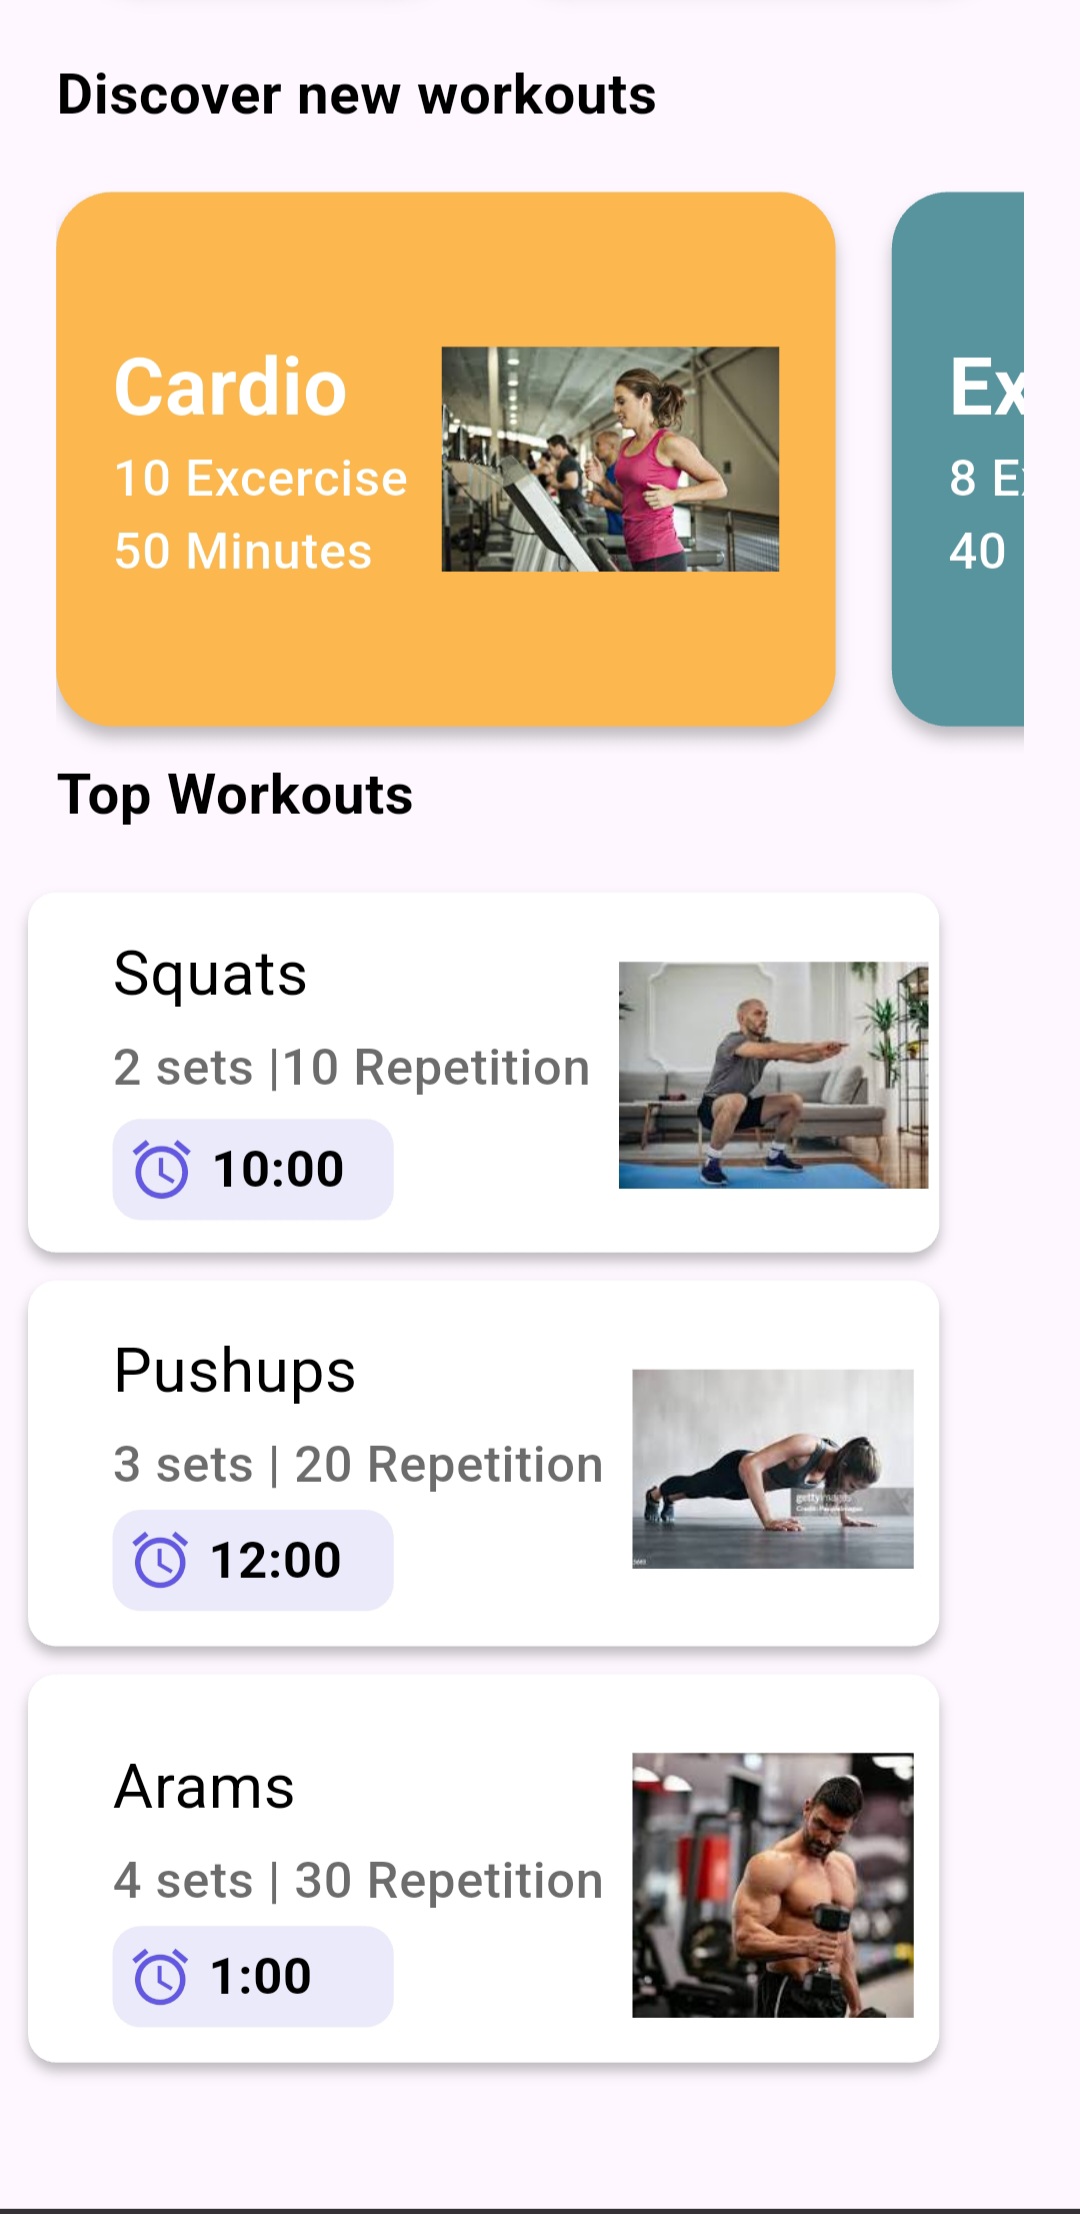 Discover new workouts
Cardio
10 Excercise
50 Minutes
Ex
8 E
40
Top Workouts
Squats
2 sets |10 Repetition
10:00
Pushups
3 sets | 20 Repetition
12:00
gettyimages
Arams
4 sets | 30 Repetition
1:00